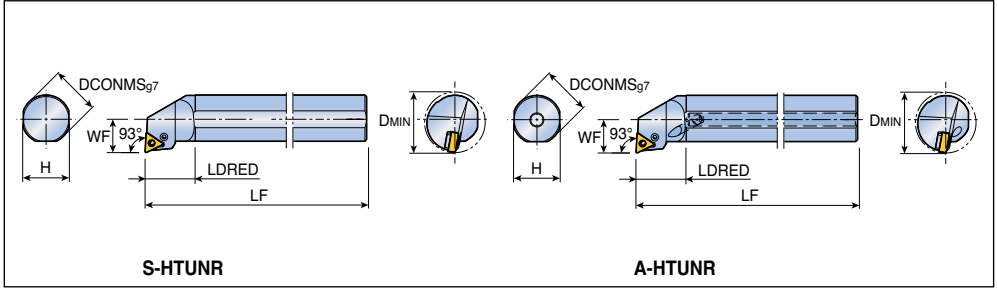 DCONMSg7
WF
93°
H
LDRED
LF
DMIN
S-HTUNR
DCONMSg7
WF
93°
H
LDRED
LF
DMIN
A-HTUNR